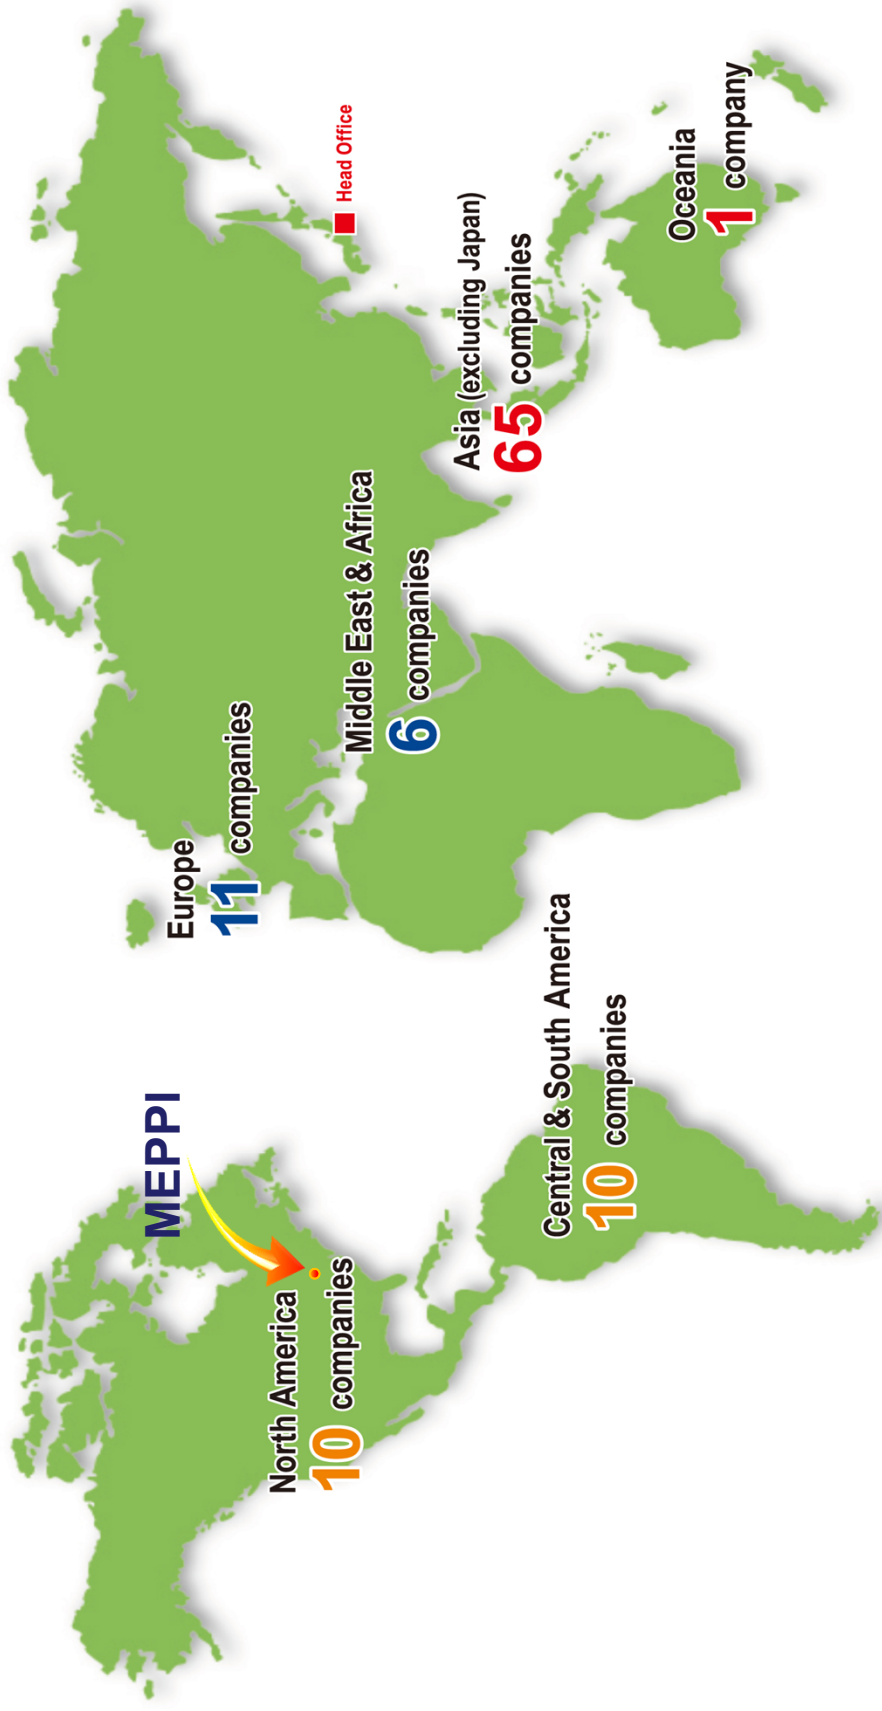 MEPPI
North America
10 companies
Central & South America
10 companies
Europe
11 companies
Middle East & Africa
6 companies
Asia (excluding Japan)
65 companies
Head Office
Oceania
1 company